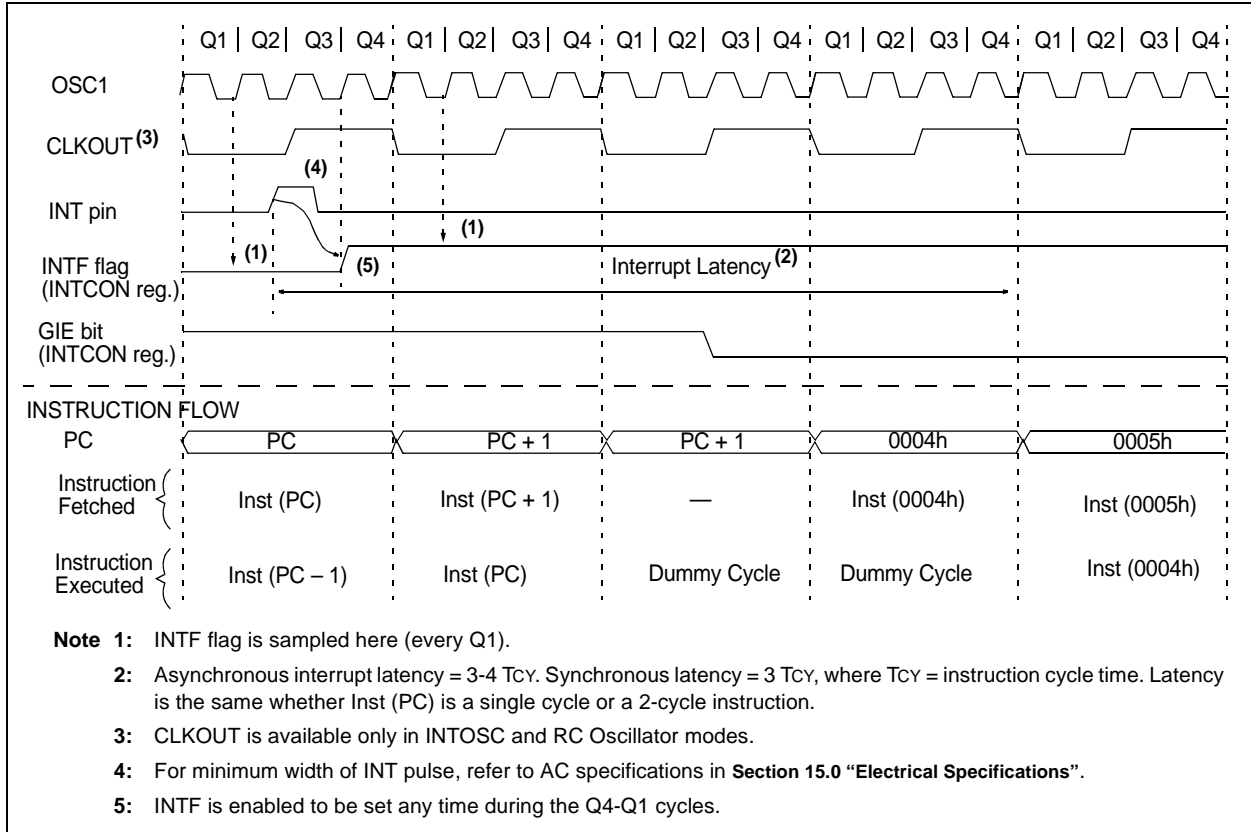 Q1 | Q2 | Q3 | Q4 Q1 | Q2 | Q3 | Q4 Q1 | Q2 | Q3 | Q4 Q1 | Q2 | Q3 | Q4 Q1 | Q2 | Q3 | Q4
OSC1
CLKOUT (3)
(4)
INT pin
(1)
(1)
INTF flag
(INTCON reg.)
(5)
Interrupt Latency (2)
GIE bit
(INTCON reg.)
INSTRUCTION FLOW
PC PC PC + 1 PC + 1 0004h 0005h
Instruction
Fetched
Inst (PC) Inst (PC + 1) — Inst (0004h) Inst (0005h)
Instruction
Executed
Inst (PC – 1) Inst (PC) Dummy Cycle Dummy Cycle Inst (0004h)
Note 1: INTF flag is sampled here (every Q1).
2: Asynchronous interrupt latency = 3-4 TCY. Synchronous latency = 3 TCY, where TCY = instruction cycle time. Latency
is the same whether Inst (PC) is a single cycle or a 2-cycle instruction.
3: CLKOUT is available only in INTOSC and RC Oscillator modes.
4: For minimum width of INT pulse, refer to AC specifications in Section 15.0 “Electrical Specifications”.
5: INTF is enabled to be set any time during the Q4-Q1 cycles.